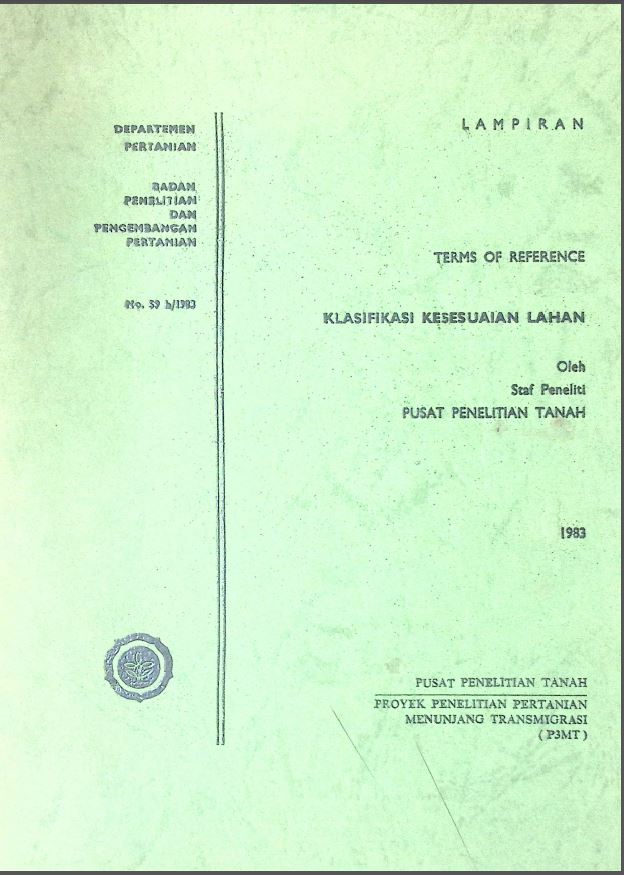 DEPARTEMEN
PERTANIAN
BADAN
PENELITIAN
DAN
PENGEMBANGAN
PERTANIAN
No. 59 b/1983
LAMPIRAN
TERMS OF REFERENCE
KLASIFIKASI KESESUAIAN LAHAN
Oleh
Staf Peneliti
PUSAT PENELITIAN TANAH
1983
PUSAT PENELITIAN TANAH
PROYEK PENELITIAN PERTANIAN
MENUNJANG TRANSMIGRASI
( P3MT )